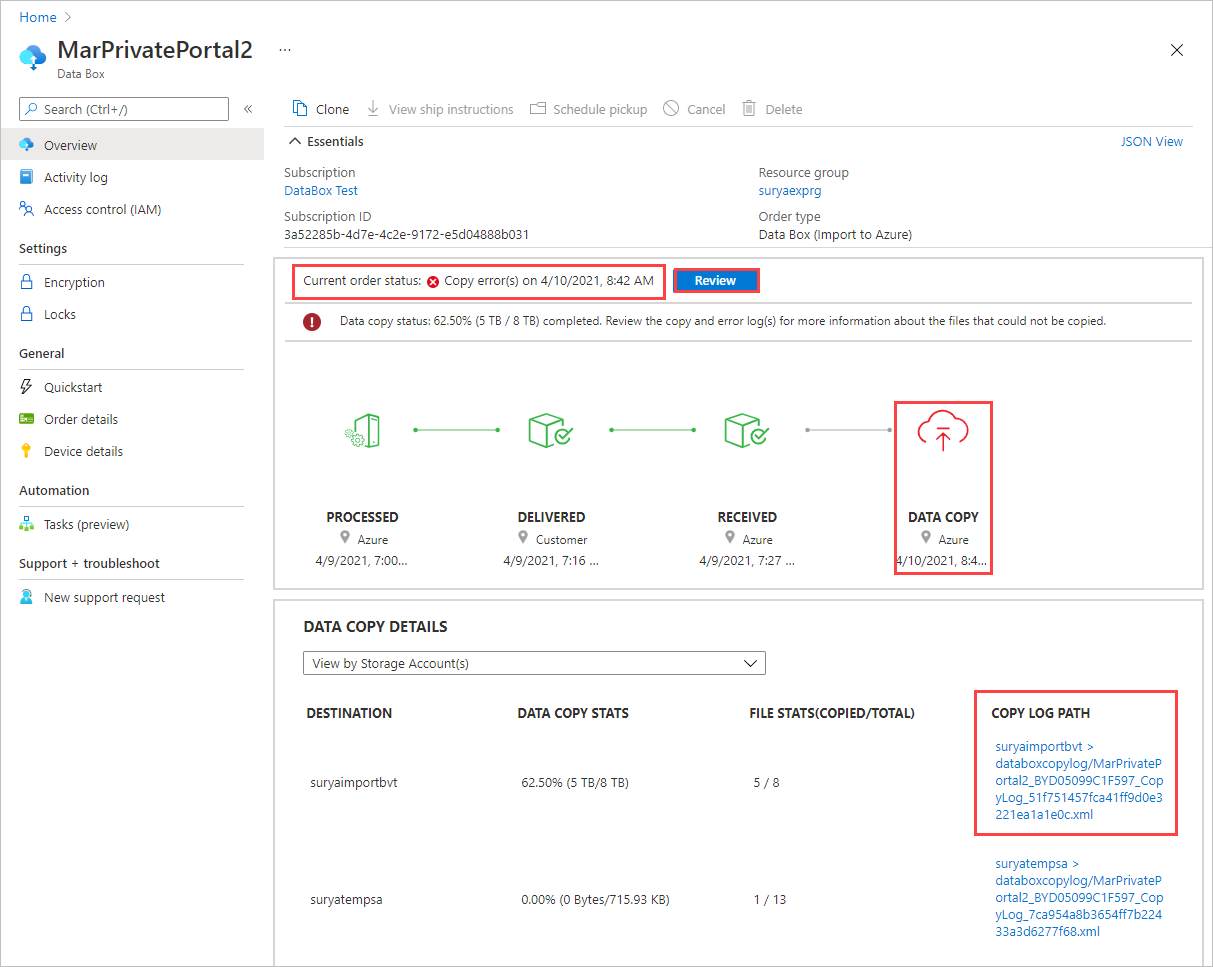 Home >
MarPrivatePortal2 ...
Data Box
Search (Ctrl+/)
«
Overview
Activity log
Access control (IAM)
Settings
Encryption
Locks
General
Quickstart
Order details
Device details
Automation
Tasks (preview)
Support + troubleshoot
New support request
Clone View ship instructions Schedule pickup Cancel Delete
Essentials
JSON View
Subscription
DataBox Test
Subscription ID
3a52285b-4d7e-4c2e-9172-e5d04888b031
Resource group
suryaexprg
Order type
Data Box (Import to Azure)
Current order status: Copy error(s) on 4/10/2021, 8:42 AM
Review
Data copy status: 62.50% (5 TB / 8 TB) completed. Review the copy and error log(s) for more information about the files that could not be copied.
PROCESSED
Azure
4/9/2021, 7:00...
DELIVERED
Customer
4/9/2021, 7:16 ...
RECEIVED
Azure
4/9/2021, 7:27 ...
DATA COPY
Azure
4/10/2021, 8:4...
DATA COPY DETAILS
View by Storage Account(s)
DESTINATION DATA COPY STATS FILE STATS(COPIED/TOTAL) COPY LOG PATH
suryaimportbvt 62.50% (5 TB/8 TB) 5 / 8
suryaimportbvt >
databoxcopylog/MarPrivateP
ortal2_BYD05099C1F597_Cop
yLog_51f751457fca41ff9d0e3
221ea1a1e0c.xml
suryatempsa 0.00% (0 Bytes/715.93 KB) 1 / 13
suryatempsa >
databoxcopylog/MarPrivateP
ortal2_BYD05099C1F597_Cop
yLog_7ca954a8b3654ff7b224
33a3d6277f68.xml